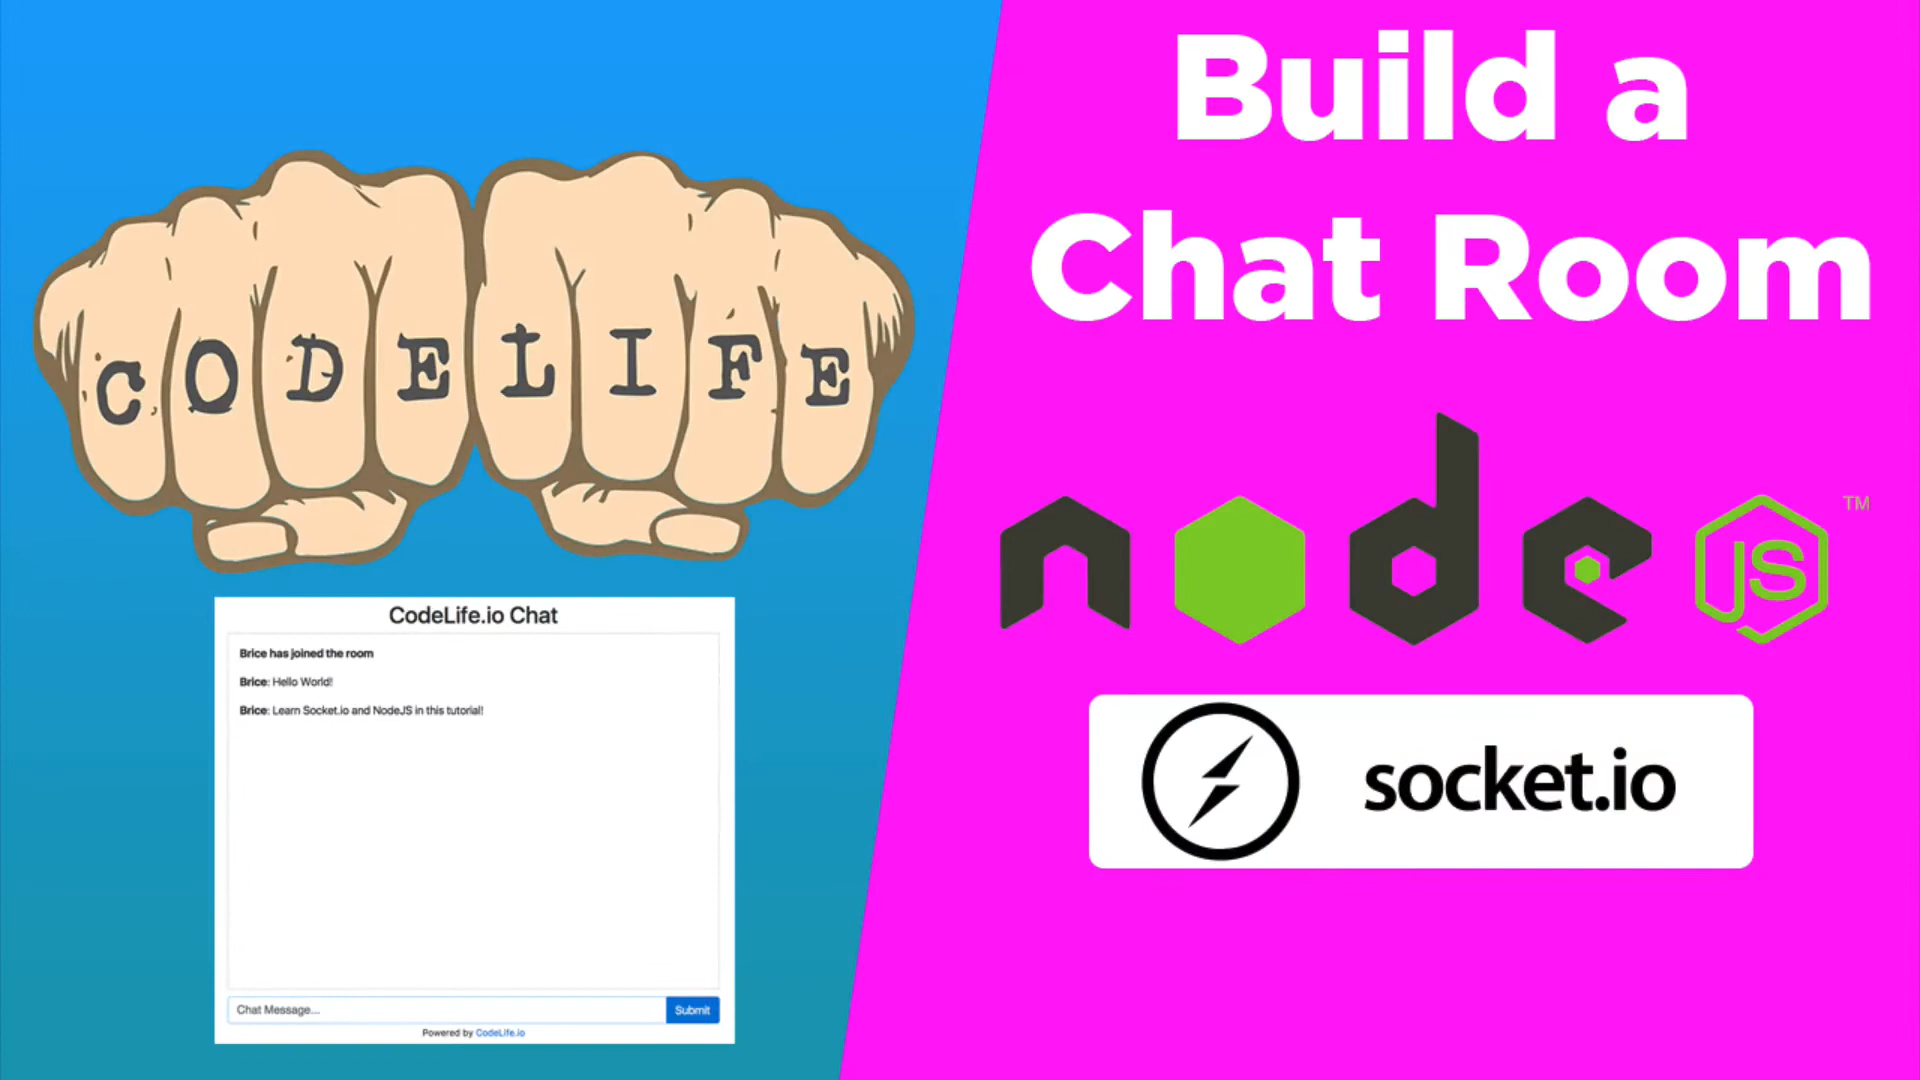 CODELIFE
CodeLife.io Chat
Brice has joined the room
Brice: Hello World!
Brice: Learn Socket.io and NodeJS in this tutorial!
Chat Message...
Submit
Powered by CodeLife.io
Build a
Chat Room
node JS TM
socket.io